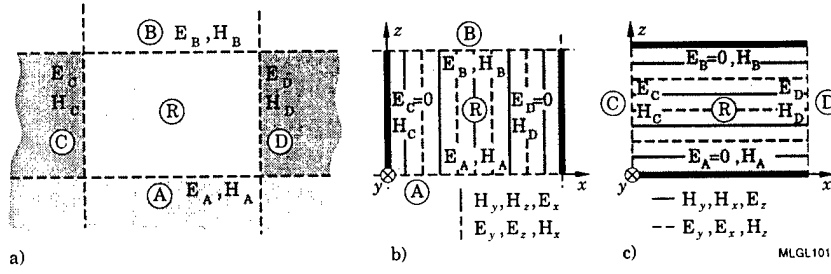 B E_B, H_B
E_C
H_C
C
R
E_D
H_D
D
A E_A, H_A
a)
z
B
E_B, H_B
E_C=0
H_C
R
E_D=0
H_D
E_A, H_A
y
A
x
H_y, H_z, E_x
E_y, E_z, H_x
b)
z
E_B=0, H_B
C
E_C
H_C
R
E_D
H_D
D
E_A=0, H_A
y
x
H_y, H_x, E_z
E_y, E_x, H_z
c)
MLGL101